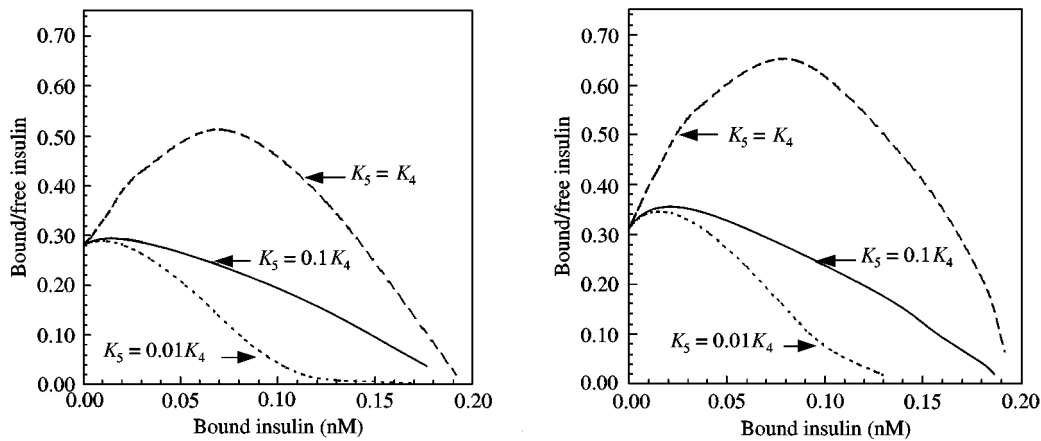 0.70
0.60
0.50
0.40
0.30
0.20
0.10
0.00
Bound/free insulin
K5 = K4
K5 = 0.1K4
K5 = 0.01K4
0.00 0.05 0.10 0.15 0.20
Bound insulin (nM)
0.70
0.60
0.50
0.40
0.30
0.20
0.10
0.00
Bound/free insulin
K5 = K4
K5 = 0.1K4
K5 = 0.01K4
0.00 0.05 0.10 0.15 0.20
Bound insulin (nM)